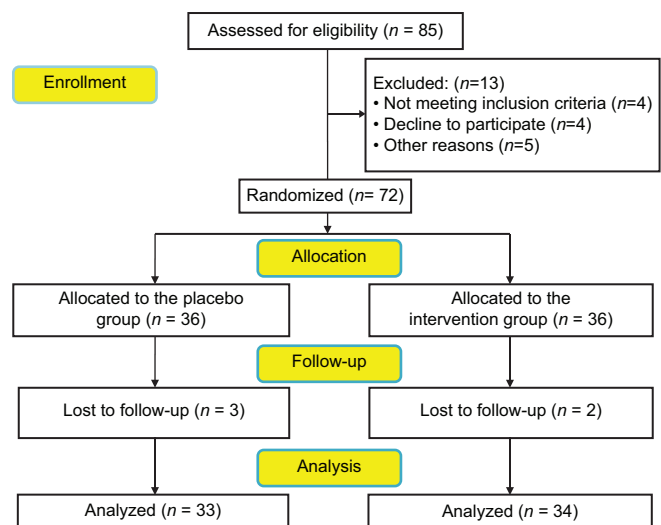 Assessed for eligibility (n = 85)
Enrollment
Excluded: (n=13)
• Not meeting inclusion criteria (n=4)
• Decline to participate (n=4)
• Other reasons (n=5)
Randomized (n= 72)
Allocation
Allocated to the placebo
group (n = 36)
Allocated to the
intervention group (n = 36)
Follow-up
Lost to follow-up (n = 3)
Lost to follow-up (n = 2)
Analysis
Analyzed (n = 33)
Analyzed (n = 34)